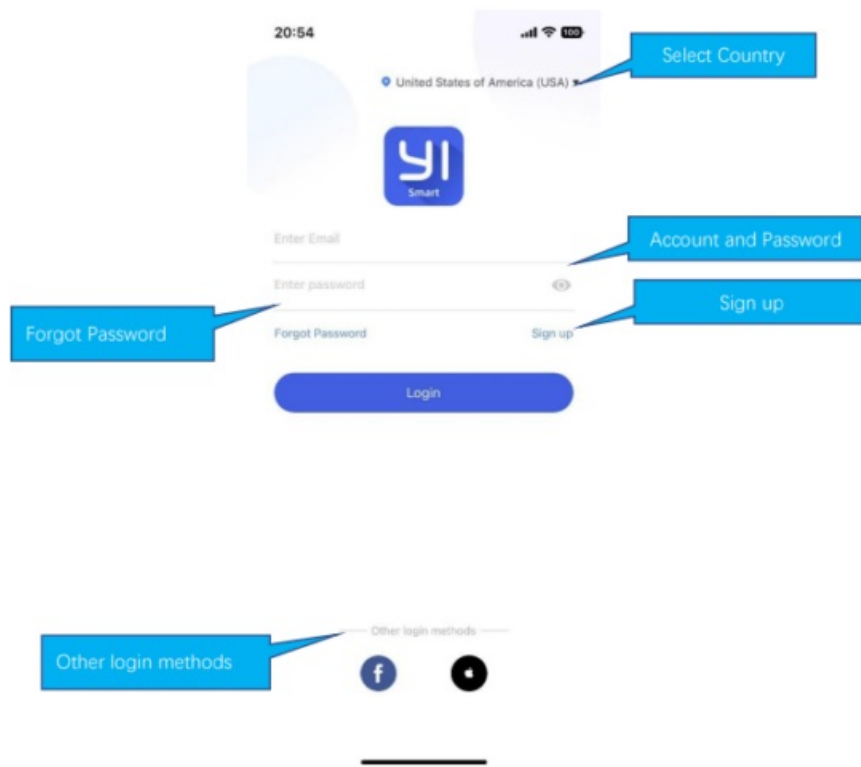 20:54
100
Select Country
United States of America (USA)
YI
Smart
Enter Email
Account and Password
Enter password
Sign up
Forgot Password
Forgot Password
Sign up
Login
Other login methods
Other login methods
f